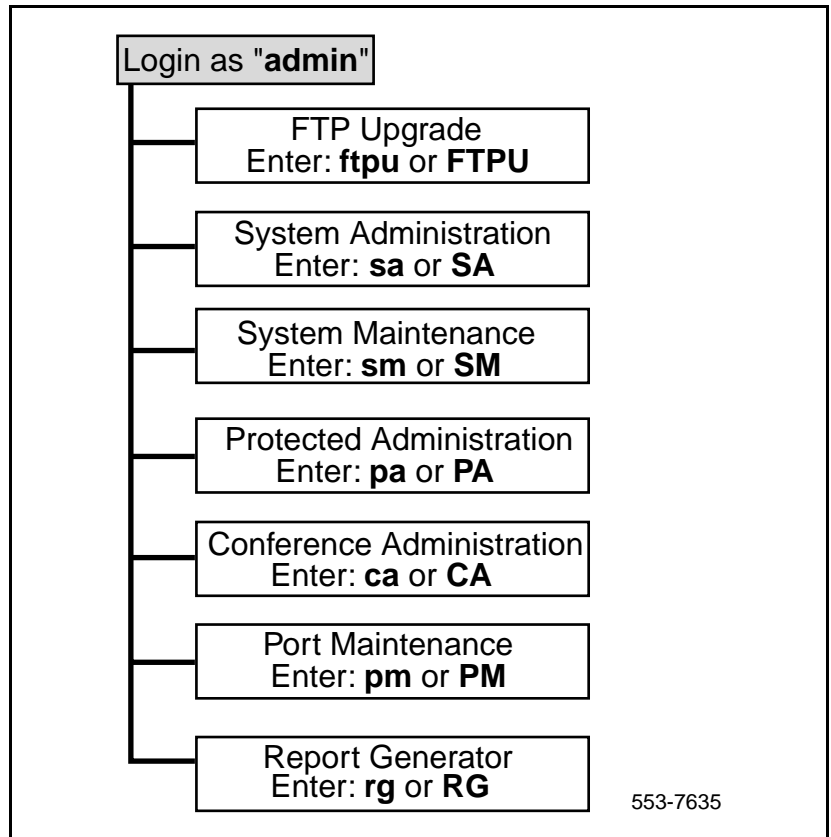 Login as "admin"
FTP Upgrade
Enter: ftpu or FTPU
System Administration
Enter: sa or SA
System Maintenance
Enter: sm or SM
Protected Administration
Enter: pa or PA
Conference Administration
Enter: ca or CA
Port Maintenance
Enter: pm or PM
Report Generator
Enter: rg or RG
553-7635